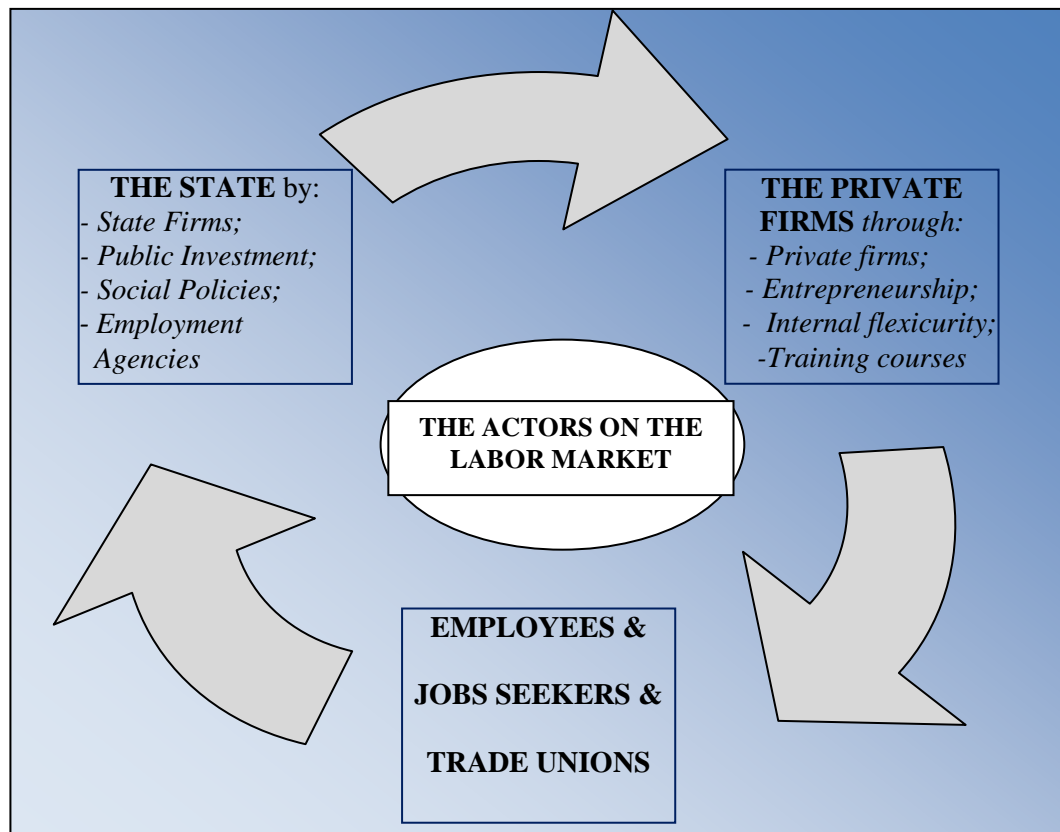 THE STATE by:
- State Firms;
- Public Investment;
- Social Policies;
- Employment
Agencies
THE PRIVATE
FIRMS through:
- Private firms;
- Entrepreneurship;
- Internal flexicurity;
-Training courses
THE ACTORS ON THE
LABOR MARKET
EMPLOYEES &
JOBS SEEKERS &
TRADE UNIONS